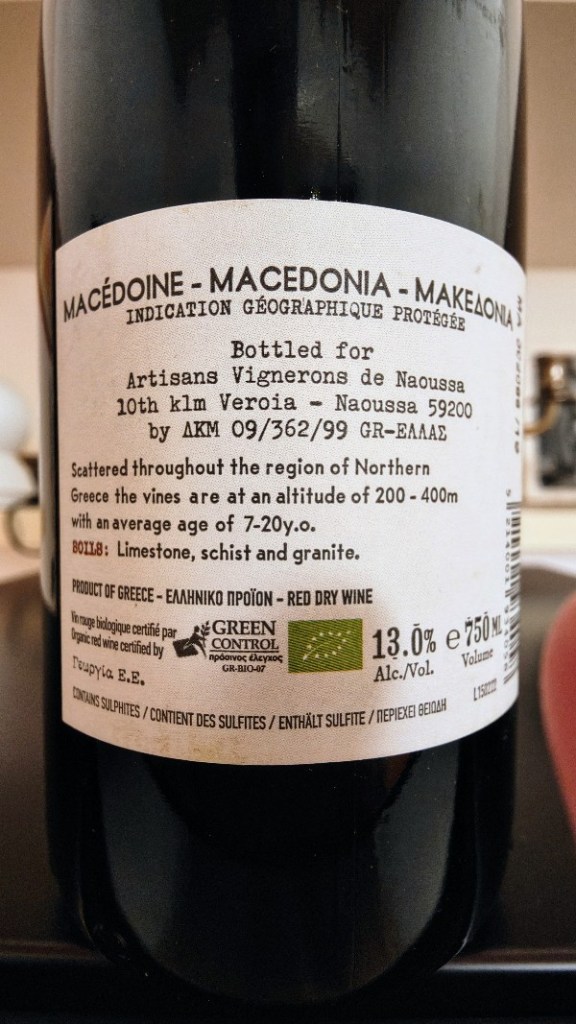 MACÉDOINE - MACEDONIA - ΜΑΚΕΔΟΝΙΑ
INDICATION GÉOGRAPHIQUE PROTÉGÉE
Bottled for
Artisans Vignerons de Naoussa
10th klm Veroia - Naoussa 59200
by ΔΚΜ 09/362/99 GR-ΕΛΛΑΣ
Scattered throughout the region of Northern
Greece the vines are at an altitude of 200 - 400m
with an average age of 7-20y.o.
SOILS: Limestone, schist and granite.
PRODUCT OF GREECE - ΕΛΛΗΝΙΚΟ ΠΡΟΪΟΝ - RED DRY WINE
Vin rouge biologique certifié par
Organic red wine certified by
GREEN
CONTROL
πράσινος έλεγχος
GR-BIO-07
Γεωργία Ε.Ε.
13.0% e 750 ML
Alc./Vol. Volume
CONTAINS SULPHITES / CONTIENT DES SULFITES / ENTHÄLT SULFITE / ΠΕΡΙΕΧΕΙ ΘΕΙΩΔΗ